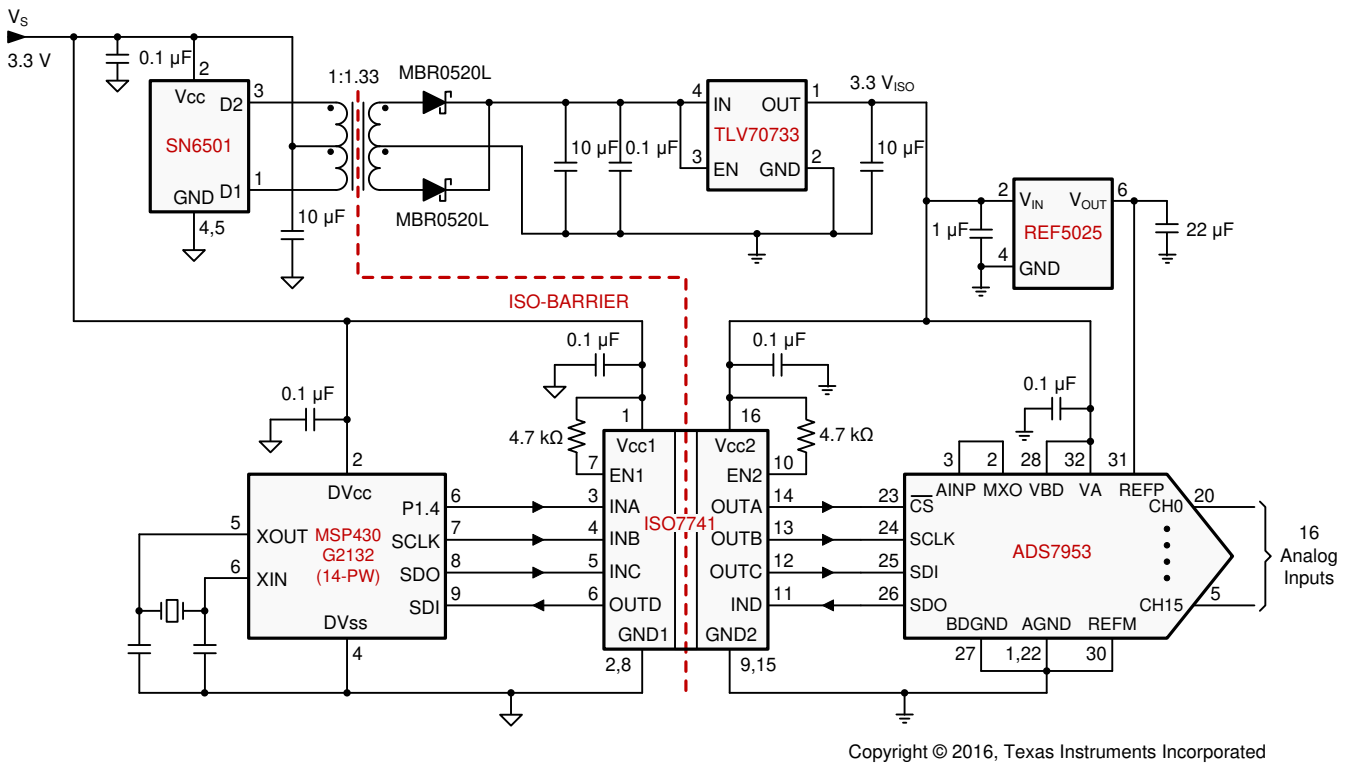 VS
3.3 V
0.1 µF
2
Vcc
D2
3
SN6501
D1
1
GND
4,5
10 µF
1:1.33
MBR0520L
MBR0520L
10 µF
0.1 µF
4
IN
OUT
1
TLV70733
3
EN
GND
2
3.3 VISO
10 µF
2
VIN
VOUT
6
1 µF
REF5025
22 µF
4
GND
ISO-BARRIER
0.1 µF
0.1 µF
0.1 µF
0.1 µF
4.7 kΩ
1
16
4.7 kΩ
Vcc1
Vcc2
7
EN1
EN2
10
3
INA
OUTA
14
ISO7741
4
INB
OUTB
13
5
INC
OUTC
12
6
OUTD
IND
11
GND1
GND2
2,8
9,15
2
DVcc
5
XOUT
MSP430
G2132
(14-PW)
6
XIN
P1.4
6
SCLK
7
SDO
8
SDI
9
DVss
4
3
2
28
32
31
AINP
MXO
VBD
VA
REFP
23
CS
CH0
20
24
SCLK
ADS7953
25
SDI
26
SDO
CH15
5
16
Analog
Inputs
BDGND
AGND
REFM
27
1,22
30
Copyright © 2016, Texas Instruments Incorporated